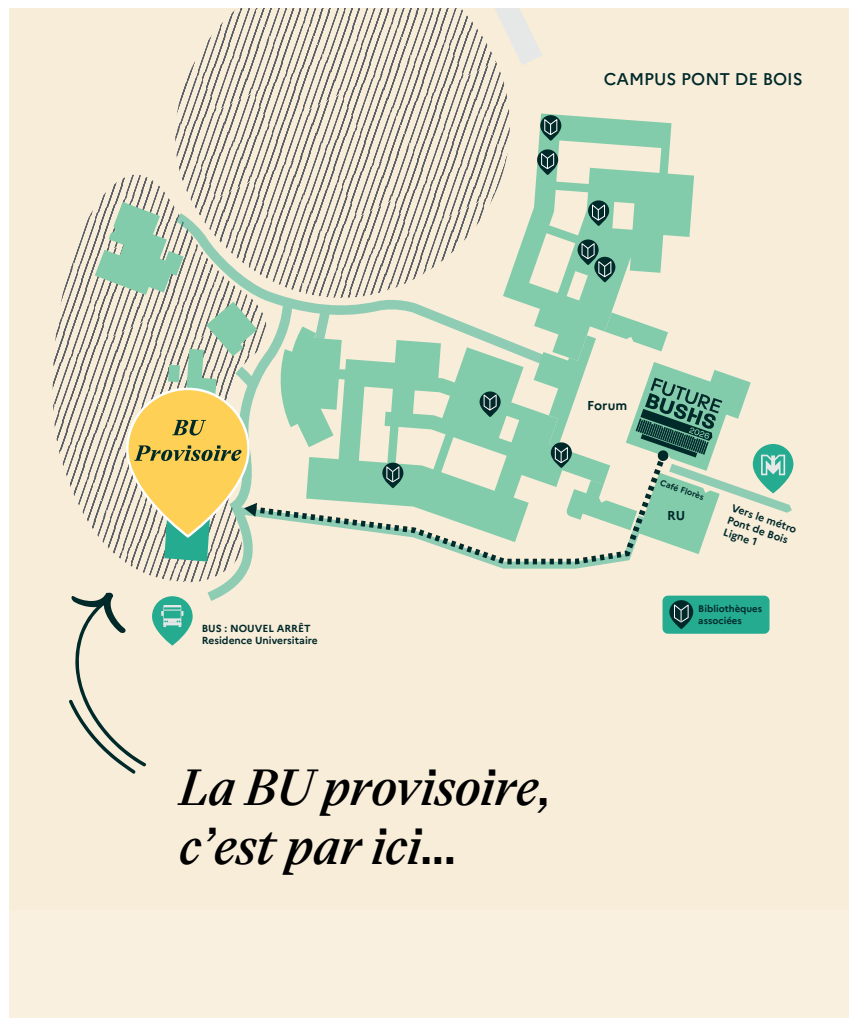 CAMPUS PONT DE BOIS
Forum
FUTURE
BUSHS
2026
BU
Provisoire
Café Florès
RU
Vers le métro
Pont de Bois
Ligne 1
Bibliothèques
associées
BUS : NOUVEL ARRÊT
Residence Universitaire
La BU provisoire,
c’est par ici...